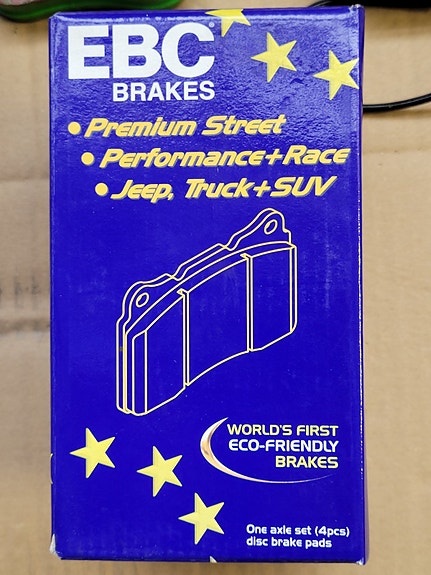 EBC
BRAKES
• Premium Street
• Performance+Race
• Jeep, Truck+SUV
WORLD'S FIRST
ECO-FRIENDLY
BRAKES
One axle set (4pcs)
disc brake pads